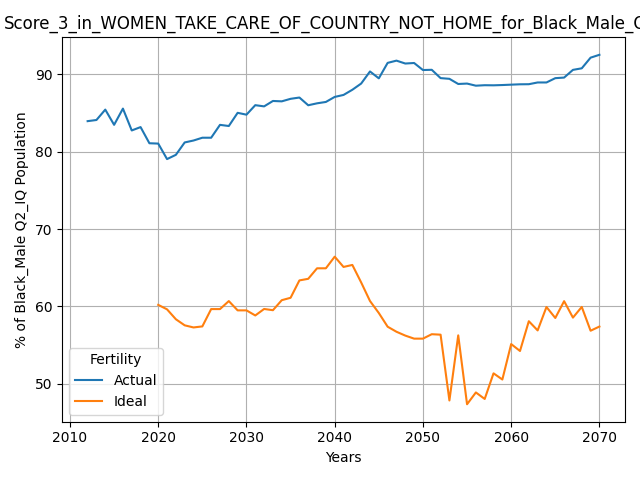 Score_3_in_WOMEN_TAKE_CARE_OF_COUNTRY_NOT_HOME_for_Black_Male_
% of Black_Male Q2_IQ Population
90
80
70
60
50
Fertility
Actual
Ideal
2010 2020 2030 2040 2050 2060 2070
Years